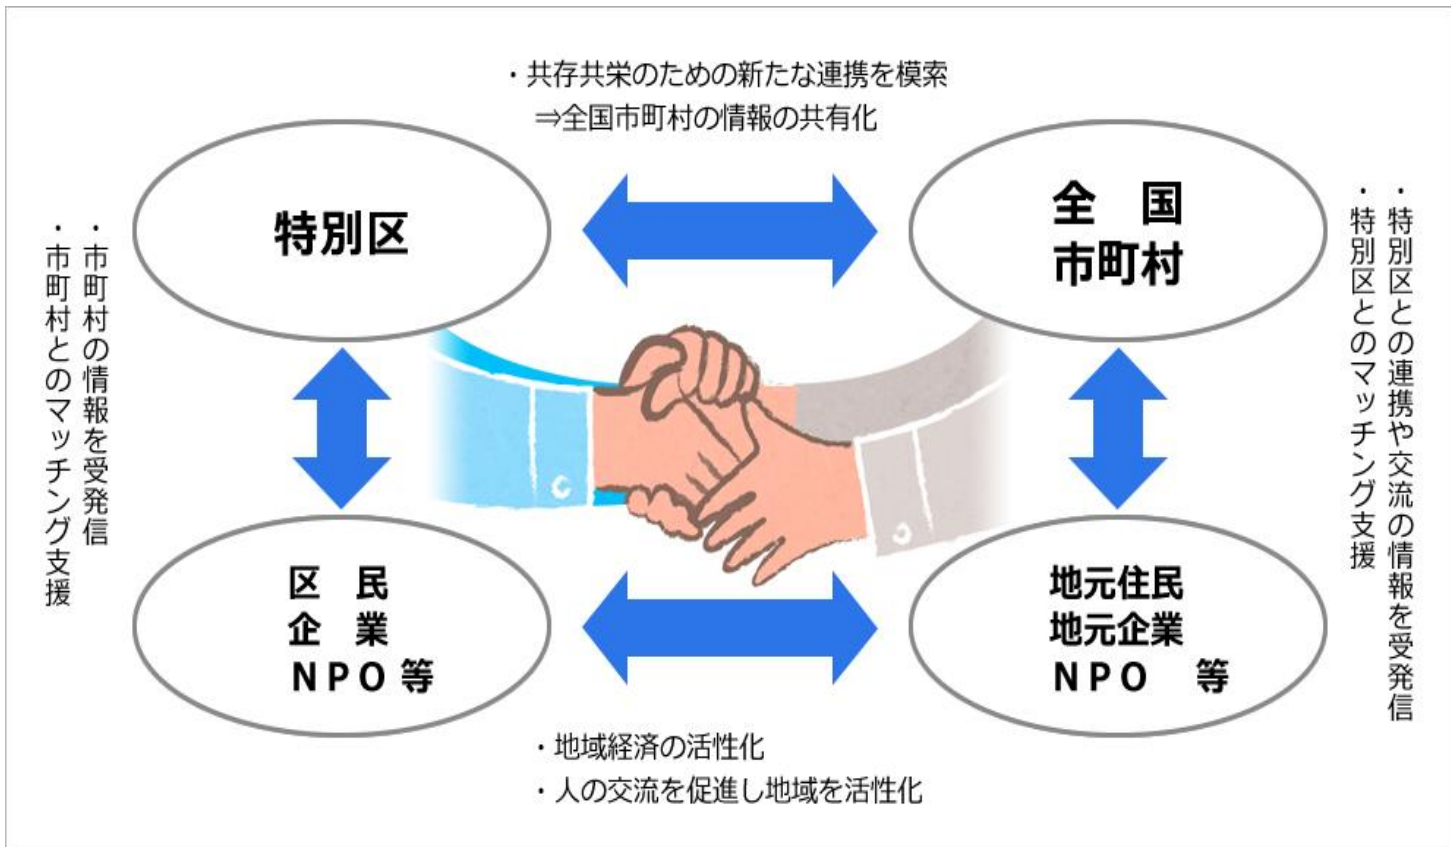 ・共存共栄のための新たな連携を模索
⇒全国市町村の情報の共有化
特別区
全　国
市町村
・市町村の情報を受発信
・市町村とのマッチング支援
・特別区との連携や交流の情報を受発信
・特別区とのマッチング支援
区　民
企　業
ＮＰＯ 等
地元住民
地元企業
ＮＰＯ　等
・地域経済の活性化
・人の交流を促進し地域を活性化